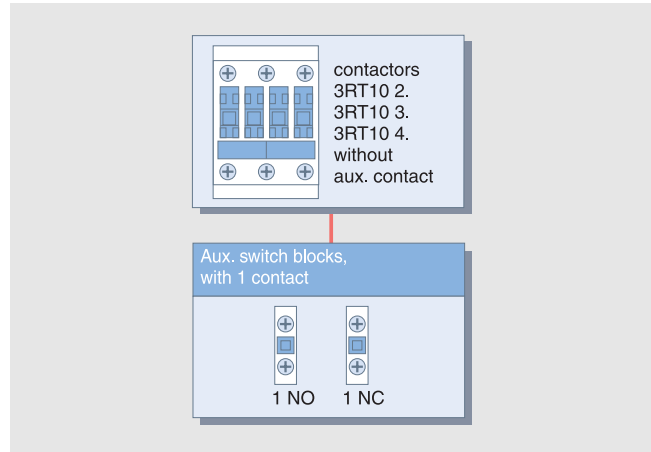 contactors
3RT10 2.
3RT10 3.
3RT10 4.
without
aux. contact
Aux. switch blocks,
with 1 contact
1 NO 1 NC